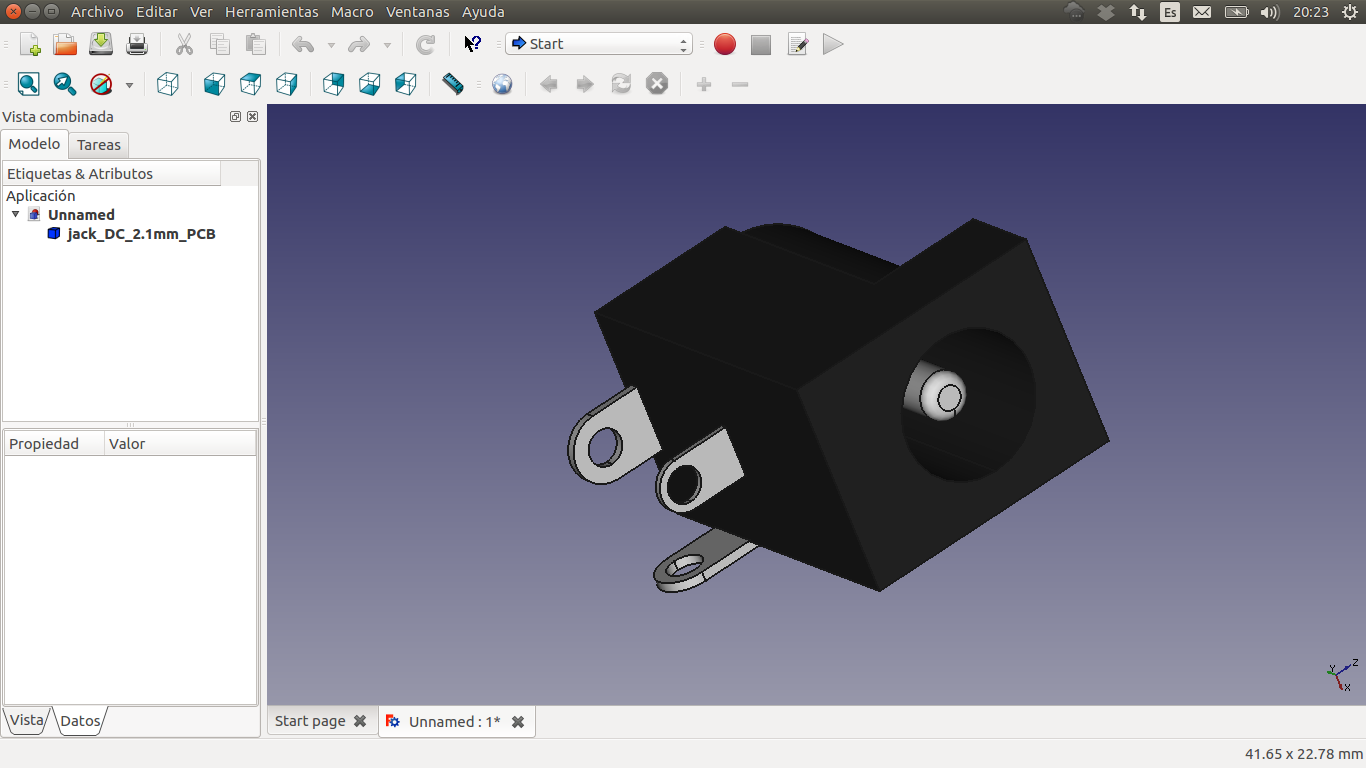 Archivo Editar Ver Herramientas Macro Ventanas Ayuda Es 20:23
Start
Vista combinada
Modelo Tareas
Etiquetas & Atributos
Aplicación
Unnamed
jack_DC_2.1mm_PCB
Propiedad Valor
Y Z
X
Vista Datos Start page Unnamed : 1*
41.65 x 22.78 mm